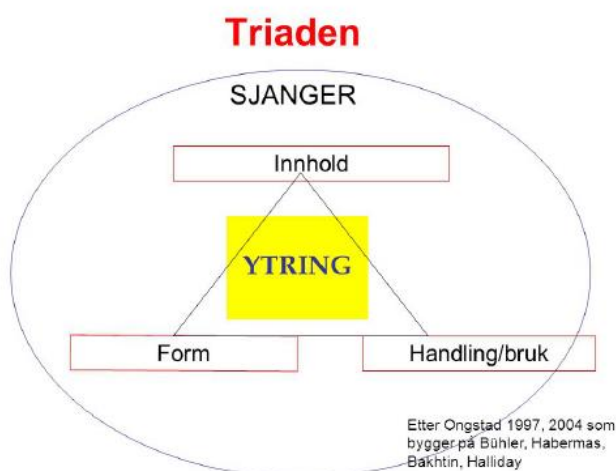 Triaden
SJANGER
Innhold
YTRING
Form
Handling/bruk
Etter Ongstad 1997, 2004 som
bygger på Bühler, Habermas,
Bakhtin, Halliday